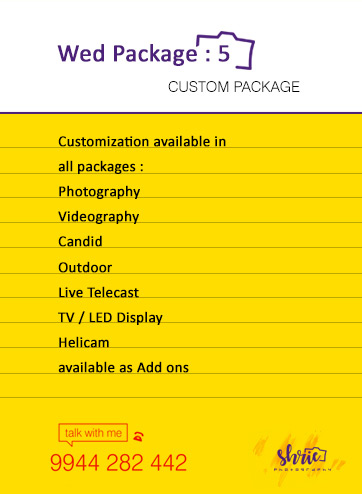 Wed Package : 5
CUSTOM PACKAGE
Customization available in
all packages :
Photography
Videography
Candid
Outdoor
Live Telecast
TV / LED Display
Helicam
available as Add ons
talk with me
9944 282 442
Shrie
PHOTOGRAPHY